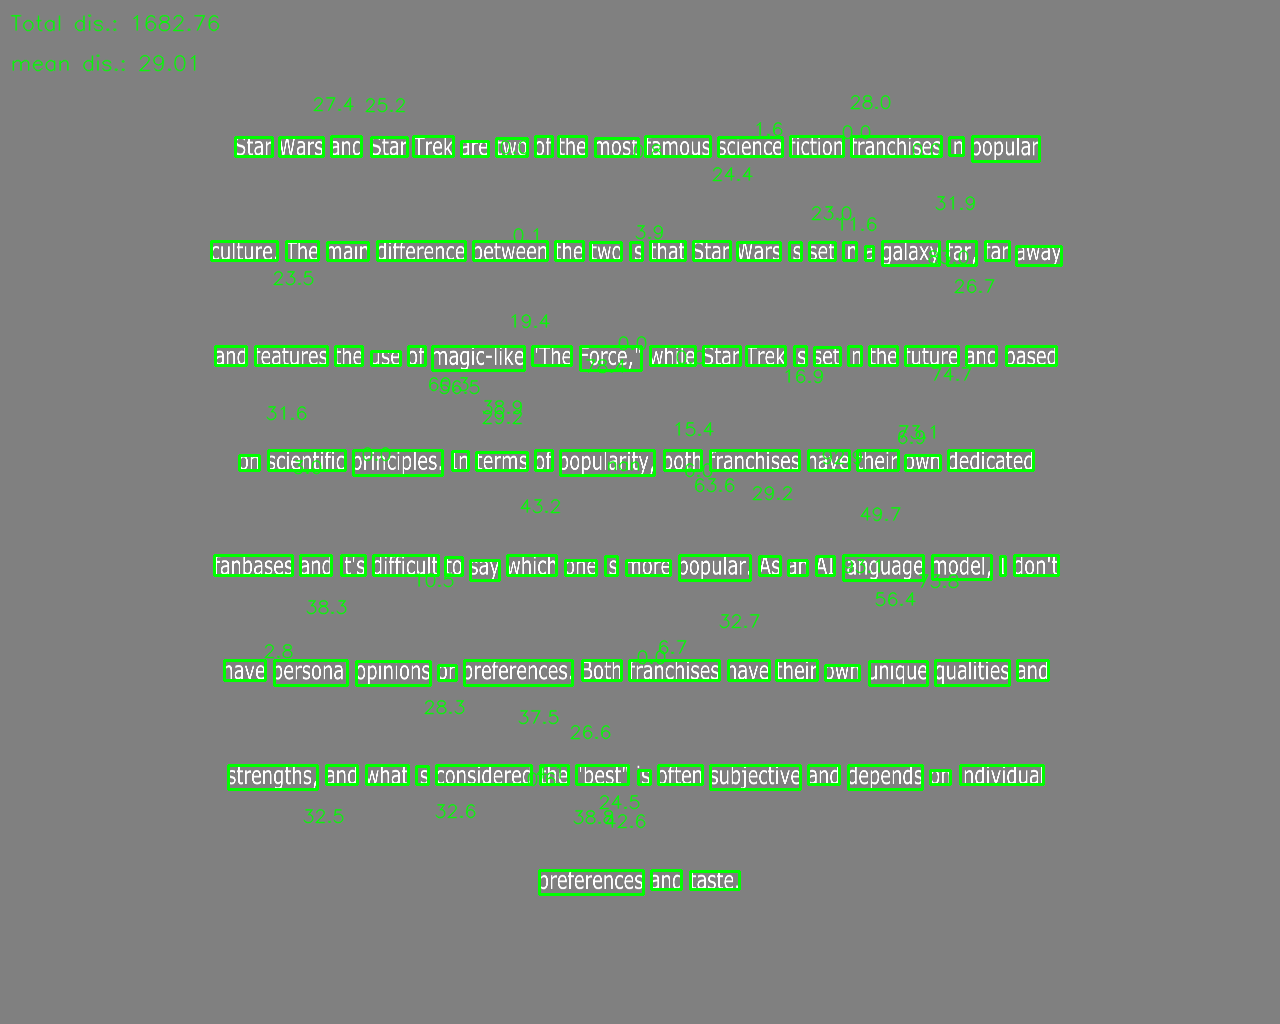 Total dis.: 1682.76
mean dis.: 29.01
27.4 25.2 28.0
1.6 0.0
Star Wars and Star Trek are two of the most famous science fiction franchises in popular
24.4
31.9
23.0 11.6
0.1 3.9
culture. The main difference between the two is that Star Wars is set in a galaxy far, far away
23.5 26.7
19.4
0.0
and features the use of magic-like "The Force," while Star Trek is set in the future and based
16.9 74.7
38.9
31.6 29.2
15.4 73.1
6.9
on scientific principles. In terms of popularity, both franchises have their own dedicated
63.6 29.2
43.2 49.7
fanbases and it's difficult to say which one is more popular. As an AI language model, I don't
38.3 56.4
32.7
2.8 6.7
0.0
have personal opinions or preferences. Both franchises have their own unique qualities and
28.3 37.5
26.6
strengths, and what is considered the "best" is often subjective and depends on individual
24.5
32.5 32.6 42.6
preferences and taste.